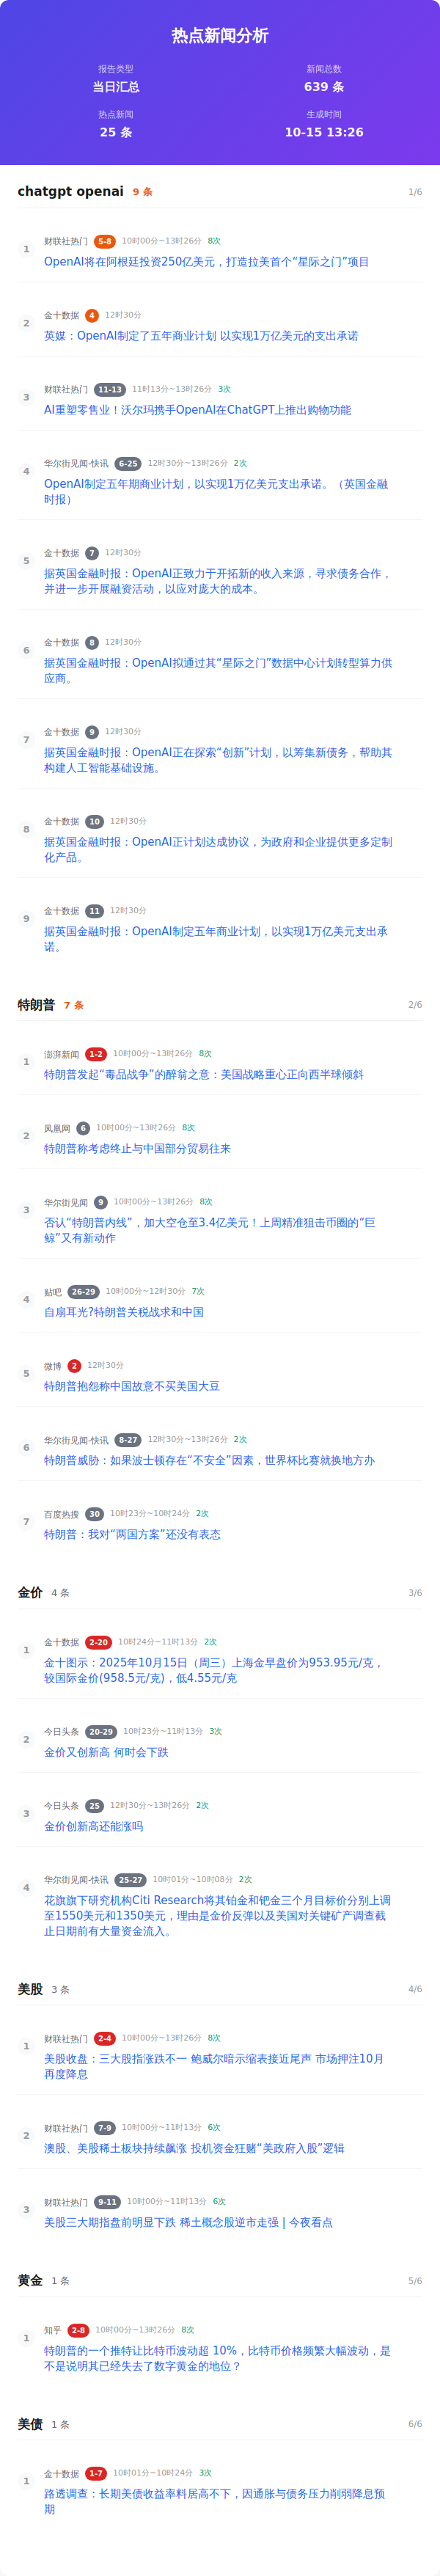 热点新闻分析
报告类型
新闻总数
当日汇总
639 条
热点新闻
生成时间
25 条
10-15 13:26
chatgpt openai 9 条 1/6
1
财联社热门 5-8 10时00分~13时26分 8次
OpenAI将在阿根廷投资250亿美元，打造拉美首个“星际之门”项目
2
金十数据 4 12时30分
英媒：OpenAI制定了五年商业计划 以实现1万亿美元的支出承诺
3
财联社热门 11-13 11时13分~13时26分 3次
AI重塑零售业！沃尔玛携手OpenAI在ChatGPT上推出购物功能
4
华尔街见闻-快讯 6-25 12时30分~13时26分 2次
OpenAI制定五年期商业计划，以实现1万亿美元支出承诺。（英国金融
时报）
5
金十数据 7 12时30分
据英国金融时报：OpenAI正致力于开拓新的收入来源，寻求债务合作，
并进一步开展融资活动，以应对庞大的成本。
6
金十数据 8 12时30分
据英国金融时报：OpenAI拟通过其“星际之门”数据中心计划转型算力供
应商。
7
金十数据 9 12时30分
据英国金融时报：OpenAI正在探索“创新”计划，以筹集新债务，帮助其
构建人工智能基础设施。
8
金十数据 10 12时30分
据英国金融时报：OpenAI正计划达成协议，为政府和企业提供更多定制
化产品。
9
金十数据 11 12时30分
据英国金融时报：OpenAI制定五年商业计划，以实现1万亿美元支出承
诺。
特朗普 7 条 2/6
1
澎湃新闻 1-2 10时00分~13时26分 8次
特朗普发起“毒品战争”的醉翁之意：美国战略重心正向西半球倾斜
2
凤凰网 6 10时00分~13时26分 8次
特朗普称考虑终止与中国部分贸易往来
3
华尔街见闻 9 10时00分~13时26分 8次
否认“特朗普内线”，加大空仓至3.4亿美元！上周精准狙击币圈的“巨
鲸”又有新动作
4
贴吧 26-29 10时00分~12时30分 7次
自扇耳光?特朗普关税战求和中国
5
微博 2 12时30分
特朗普抱怨称中国故意不买美国大豆
6
华尔街见闻-快讯 8-27 12时30分~13时26分 2次
特朗普威胁：如果波士顿存在“不安全”因素，世界杯比赛就换地方办
7
百度热搜 30 10时23分~10时24分 2次
特朗普：我对“两国方案”还没有表态
金价 4 条 3/6
1
金十数据 2-20 10时24分~11时13分 2次
金十图示：2025年10月15日（周三）上海金早盘价为953.95元/克，
较国际金价(958.5元/克)，低4.55元/克
2
今日头条 20-29 10时23分~11时13分 3次
金价又创新高 何时会下跌
3
今日头条 25 12时30分~13时26分 2次
金价创新高还能涨吗
4
华尔街见闻-快讯 25-27 10时01分~10时08分 2次
花旗旗下研究机构Citi Research将其铂金和钯金三个月目标价分别上调
至1550美元和1350美元，理由是金价反弹以及美国对关键矿产调查截
止日期前有大量资金流入。
美股 3 条 4/6
1
财联社热门 2-4 10时00分~13时26分 8次
美股收盘：三大股指涨跌不一 鲍威尔暗示缩表接近尾声 市场押注10月
再度降息
2
财联社热门 7-9 10时00分~11时13分 6次
澳股、美股稀土板块持续飙涨 投机资金狂赌“美政府入股”逻辑
3
财联社热门 9-11 10时00分~11时13分 6次
美股三大期指盘前明显下跌 稀土概念股逆市走强 | 今夜看点
黄金 1 条 5/6
1
知乎 2-8 10时00分~13时26分 8次
特朗普的一个推特让比特币波动超 10%，比特币价格频繁大幅波动，是
不是说明其已经失去了数字黄金的地位？
美债 1 条 6/6
1
金十数据 1-7 10时01分~10时24分 3次
路透调查：长期美债收益率料居高不下，因通胀与债务压力削弱降息预
期